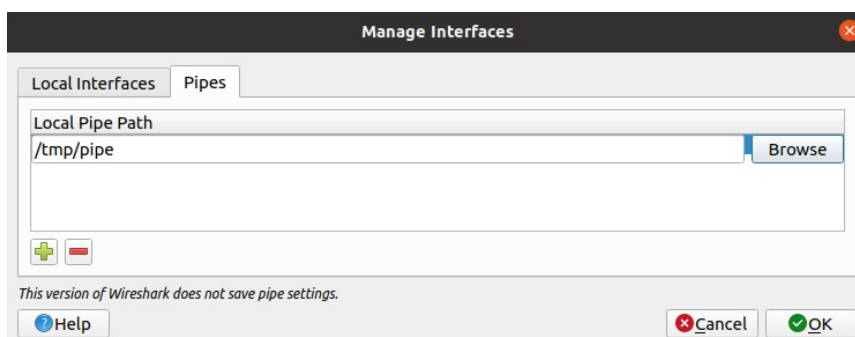 Manage Interfaces
Local Interfaces Pipes
Local Pipe Path
/tmp/pipe Browse
This version of Wireshark does not save pipe settings.
Help Cancel OK